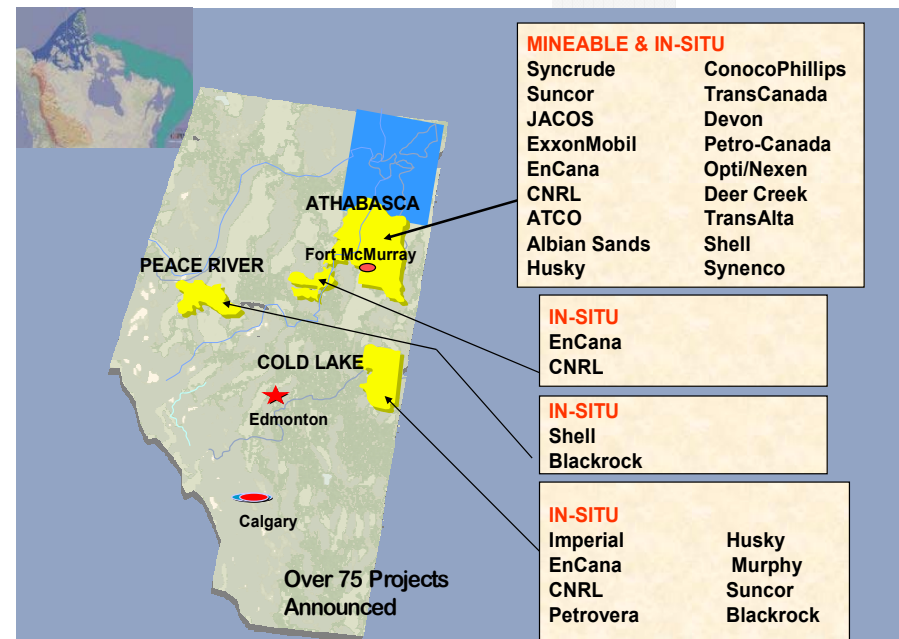 MINEABLE & IN-SITU
Syncrude ConocoPhillips
Suncor TransCanada
JACOS Devon
ExxonMobil Petro-Canada
EnCana Opti/Nexen
CNRL Deer Creek
ATCO TransAlta
Albian Sands Shell
Husky Synenco
ATHABASCA
Fort McMurray
PEACE RIVER
IN-SITU
EnCana
CNRL
COLD LAKE
Edmonton
IN-SITU
Shell
Blackrock
Calgary
IN-SITU
Imperial Husky
EnCana Murphy
CNRL Suncor
Petrovera Blackrock
Over 75 Projects
Announced